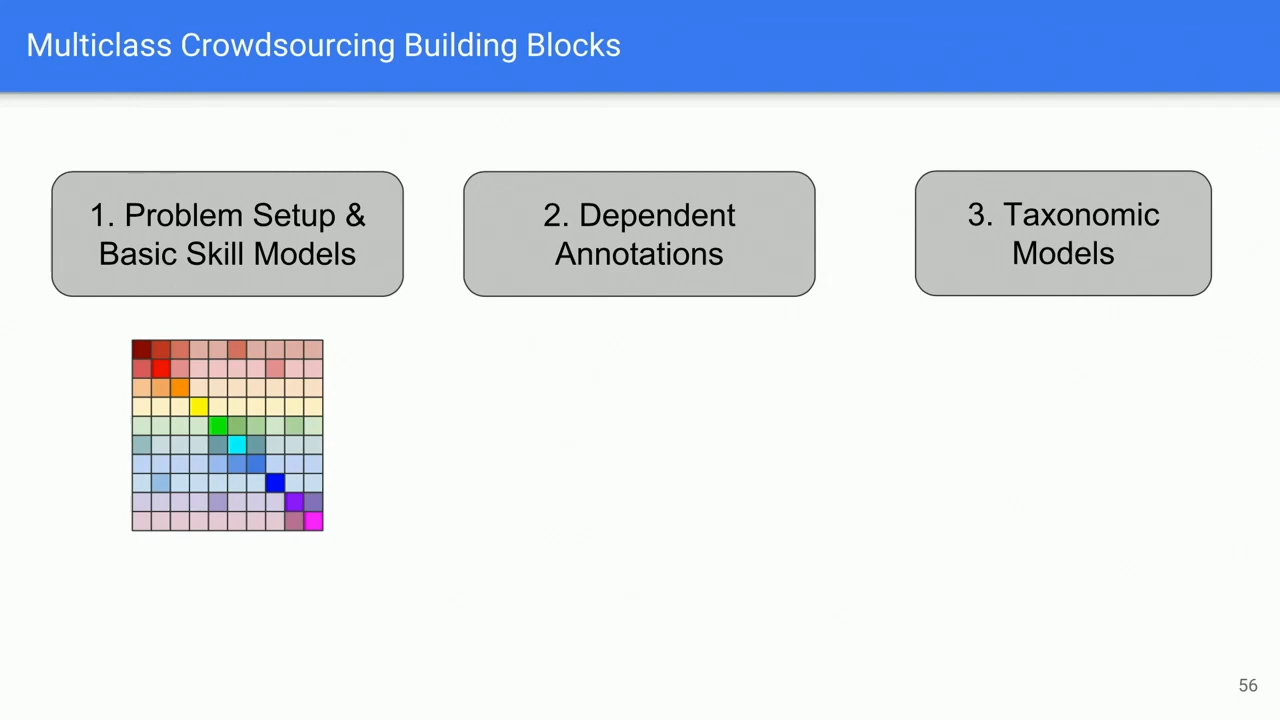 Multiclass Crowdsourcing Building Blocks
1. Problem Setup &
Basic Skill Models
2. Dependent
Annotations
3. Taxonomic
Models
56